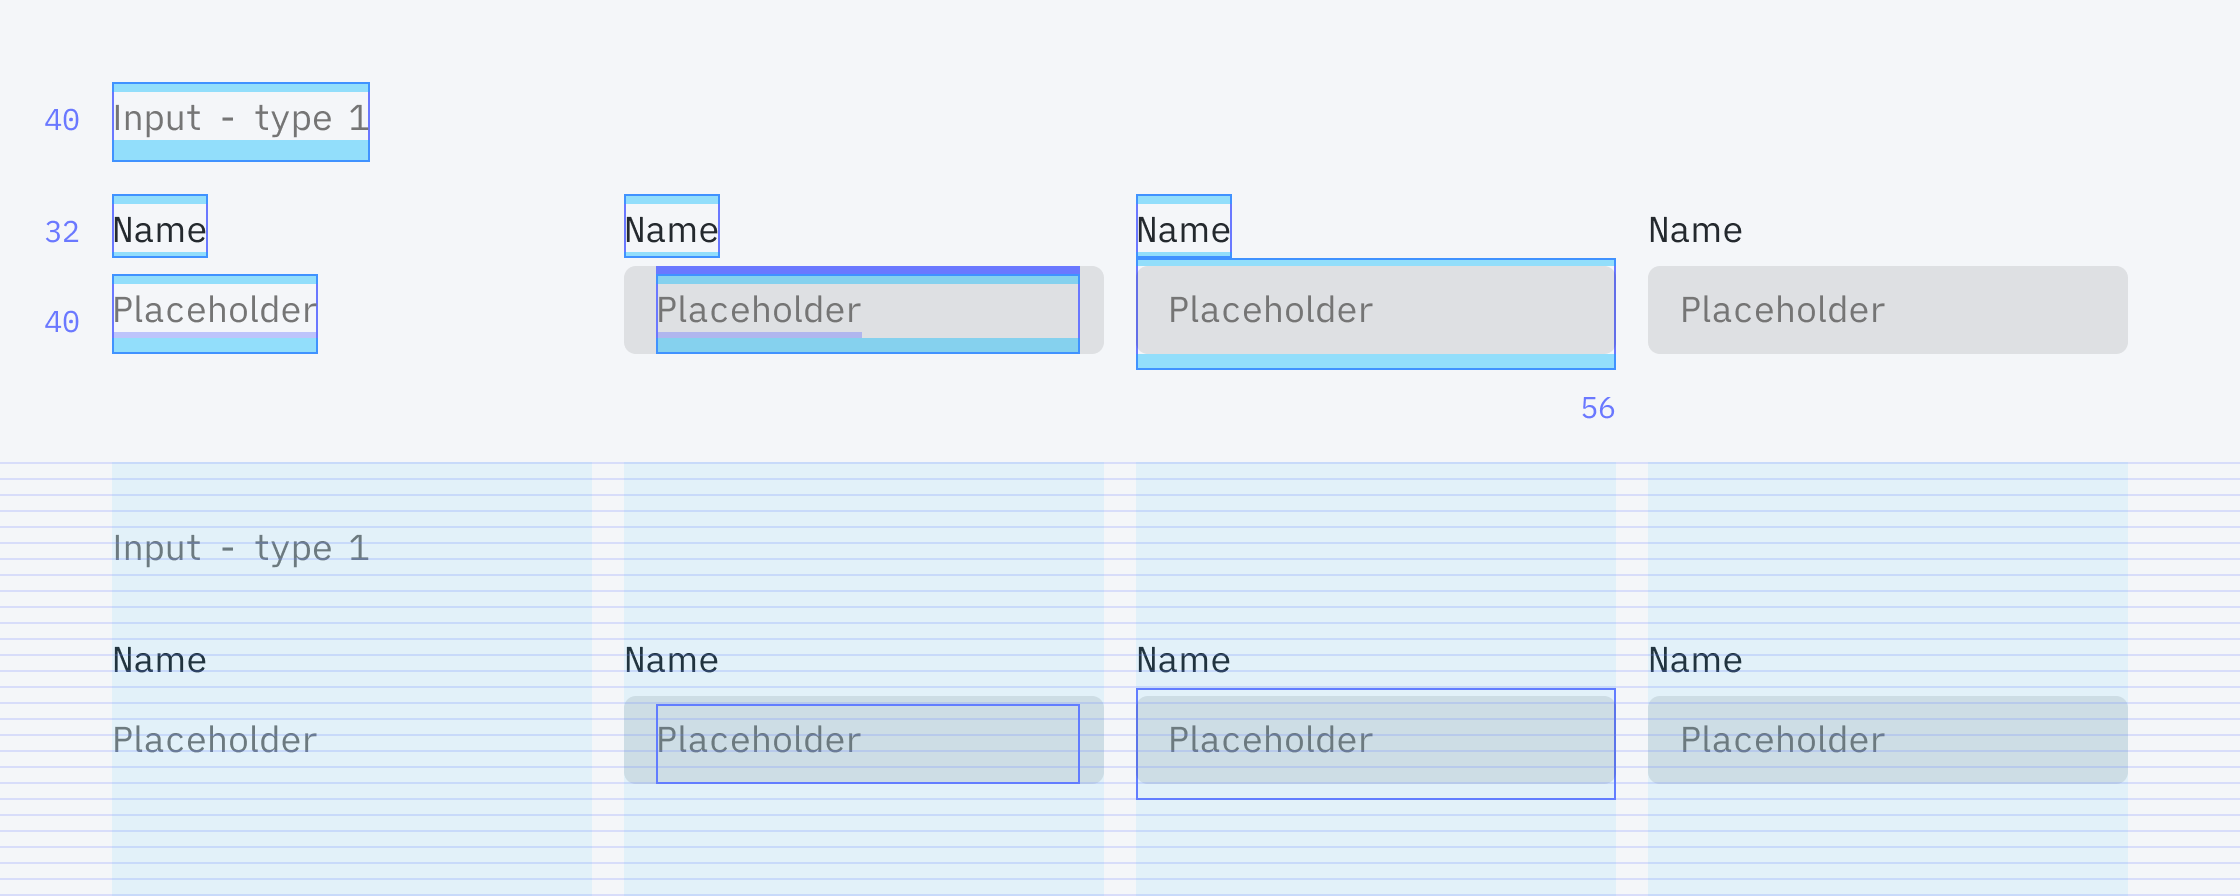 40 Input - type 1
32 Name Name Name Name
40 Placeholder Placeholder Placeholder Placeholder
56
Input - type 1
Name Name Name Name
Placeholder Placeholder Placeholder Placeholder